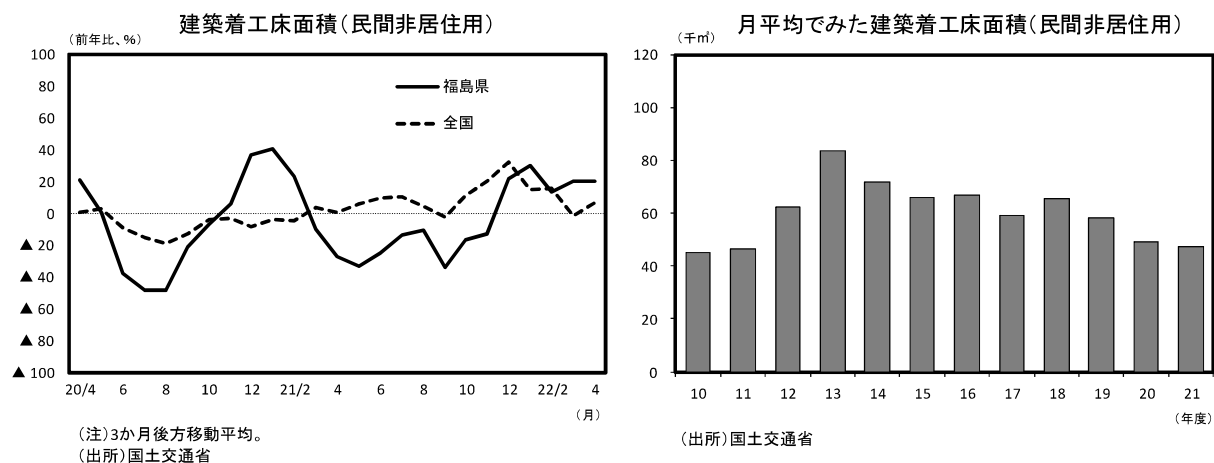 建築着工床面積（民間非居住用）
（前年比、％）
100
80
60
40
20
0
▲ 20
▲ 40
▲ 60
▲ 80
▲ 100
福島県
全国
20/4 6 8 10 12 21/2 4 6 8 10 12 22/2 4
（月）
（注）3か月後方移動平均。
（出所）国土交通省
月平均でみた建築着工床面積（民間非居住用）
（千㎡）
120
100
80
60
40
20
0
10 11 12 13 14 15 16 17 18 19 20 21
（年度）
（出所）国土交通省